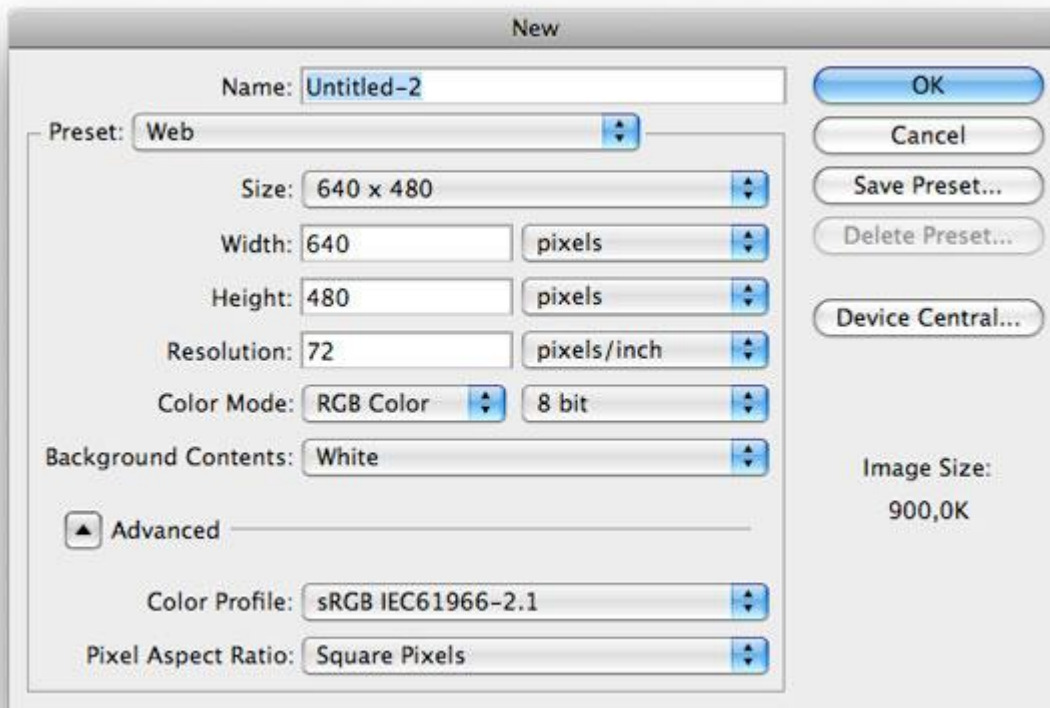 New
Name: Untitled-2
OK
Preset: Web
Cancel
Size: 640 x 480
Save Preset...
Width: 640 pixels
Delete Preset...
Height: 480 pixels
Device Central...
Resolution: 72 pixels/inch
Color Mode: RGB Color 8 bit
Background Contents: White
Image Size:
900,0K
Advanced
Color Profile: sRGB IEC61966-2.1
Pixel Aspect Ratio: Square Pixels